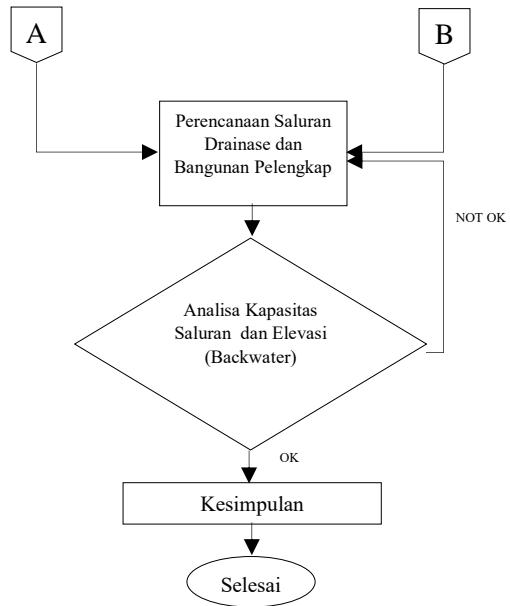 A
B
Perencanaan Saluran
Drainase dan
Bangunan Pelengkap
NOT OK
Analisa Kapasitas
Saluran dan Elevasi
(Backwater)
OK
Kesimpulan
Selesai